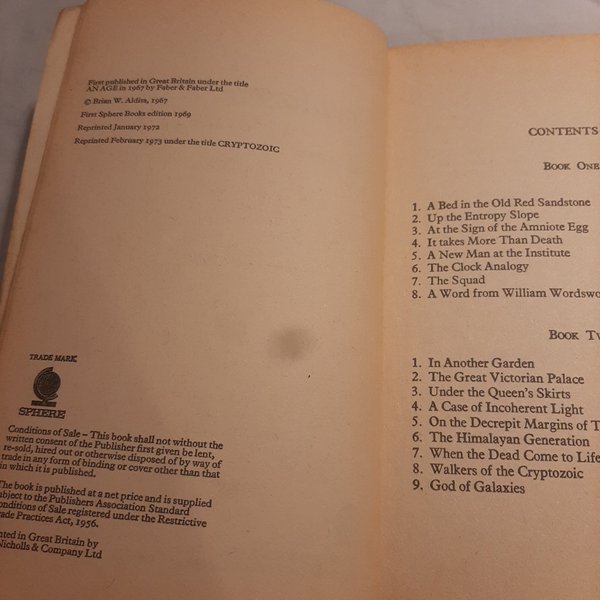 First published in Great Britain under the title
AN AGE in 1967 by Faber & Faber Ltd
© Brian W. Aldiss, 1967
First Sphere Books edition 1969
Reprinted January 1972
Reprinted February 1973 under the title CRYPTOZOIC
TRADE MARK
SPHERE
Conditions of Sale – This book shall not without the
written consent of the Publisher first given be lent,
re-sold, hired out or otherwise disposed of by way of
trade in any form of binding or cover other than that
in which it is published.
The book is published at a net price and is supplied
subject to the Publishers Association Standard
Conditions of Sale registered under the Restrictive
Trade Practices Act, 1956.
Printed in Great Britain by
Nicholls & Company Ltd
CONTENTS
BOOK ONE
1. A Bed in the Old Red Sandstone
2. Up the Entropy Slope
3. At the Sign of the Amniote Egg
4. It takes More Than Death
5. A New Man at the Institute
6. The Clock Analogy
7. The Squad
8. A Word from William Wordswo
BOOK TW
1. In Another Garden
2. The Great Victorian Palace
3. Under the Queen's Skirts
4. A Case of Incoherent Light
5. On the Decrepit Margins of T
6. The Himalayan Generation
7. When the Dead Come to Life
8. Walkers of the Cryptozoic
9. God of Galaxies